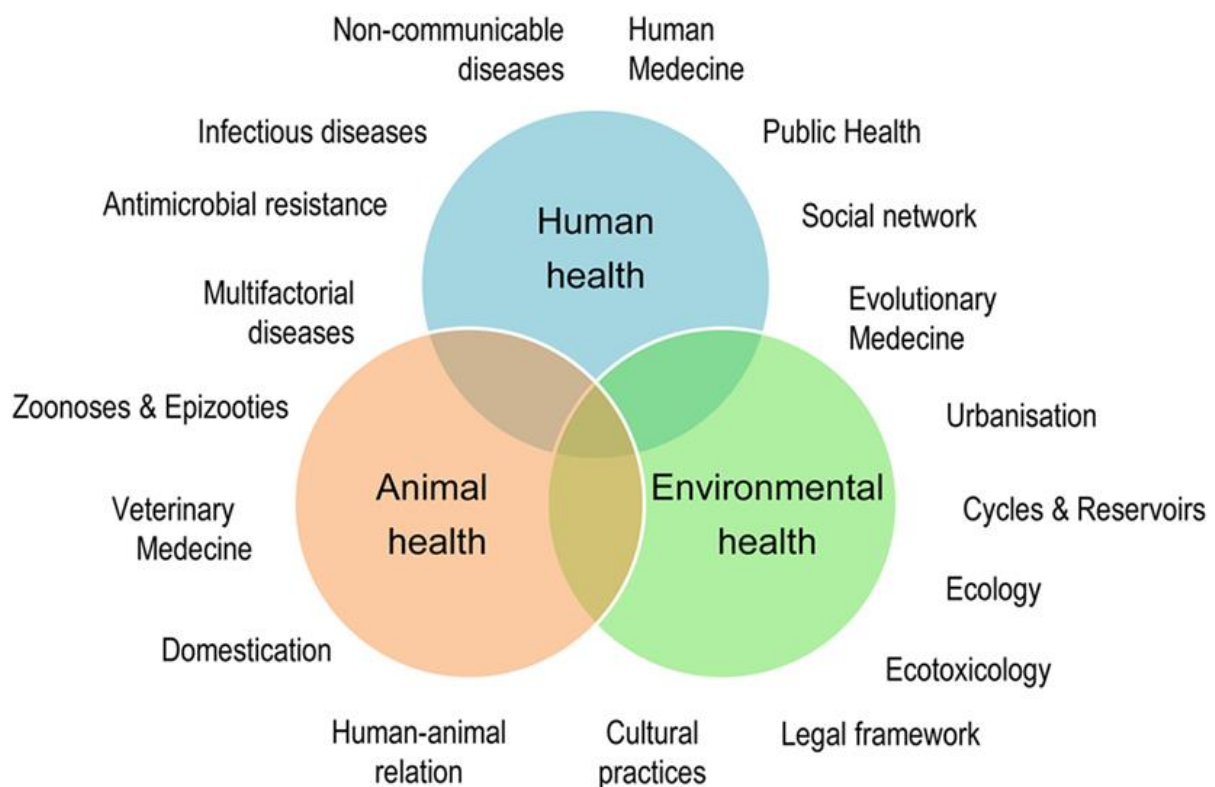 Non-communicable
diseases
Human
Medecine
Infectious diseases
Public Health
Antimicrobial resistance
Social network
Human
health
Multifactorial
diseases
Evolutionary
Medecine
Zoonoses & Epizooties
Urbanisation
Animal
health
Environmental
health
Veterinary
Medecine
Cycles & Reservoirs
Ecology
Domestication
Ecotoxicology
Human-animal
relation
Cultural
practices
Legal framework